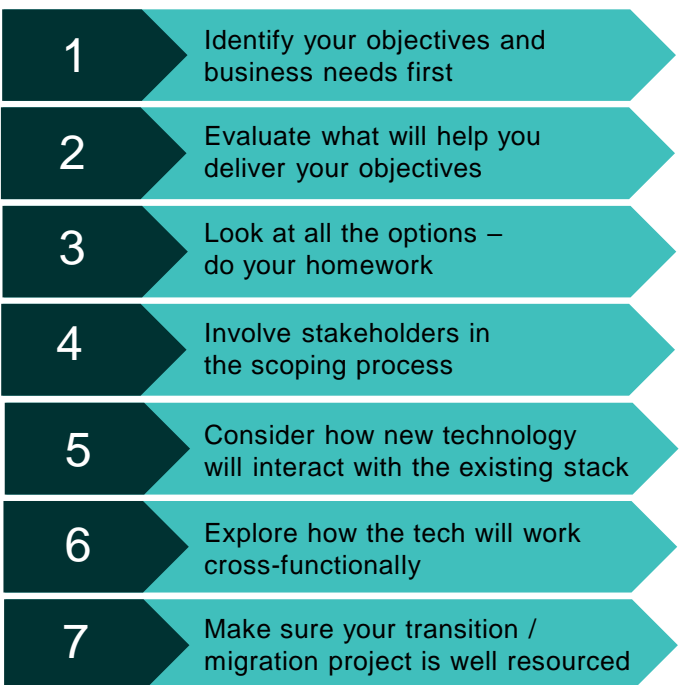 1
Identify your objectives and
business needs first
2
Evaluate what will help you
deliver your objectives
3
Look at all the options –
do your homework
4
Involve stakeholders in
the scoping process
5
Consider how new technology
will interact with the existing stack
6
Explore how the tech will work
cross-functionally
7
Make sure your transition /
migration project is well resourced